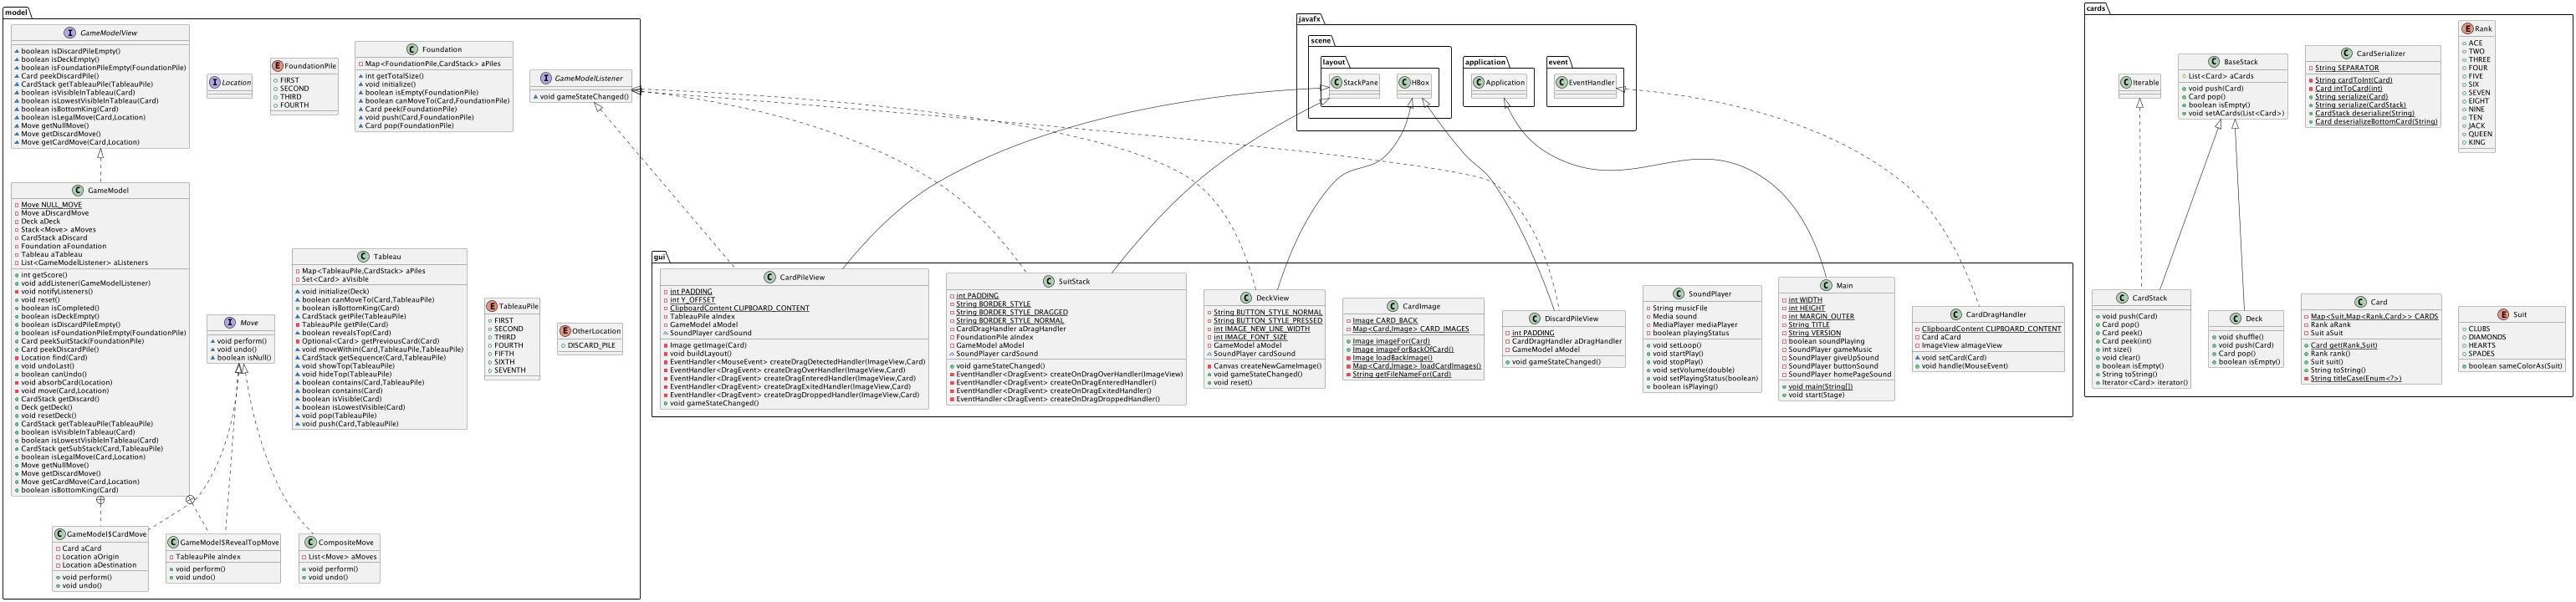 model
GameModelView
boolean isDiscardPileEmpty()
boolean isDeckEmpty()
boolean isFoundationPileEmpty(FoundationPile)
Card peekDiscardPile()
CardStack getTableauPile(TableauPile)
boolean isVisibleInTableau(Card)
boolean isLowestVisibleInTableau(Card)
boolean isBottomKing(Card)
boolean isLegalMove(Card,Location)
Move getNullMove()
Move getDiscardMove()
Move getCardMove(Card,Location)
Location
FoundationPile
FIRST
SECOND
THIRD
FOURTH
Foundation
Map<FoundationPile,CardStack> aPiles
int getTotalSize()
void initialize()
boolean isEmpty(FoundationPile)
boolean canMoveTo(Card,FoundationPile)
Card peek(FoundationPile)
void push(Card,FoundationPile)
Card pop(FoundationPile)
GameModelListener
void gameStateChanged()
GameModel
Move NULL_MOVE
Move aDiscardMove
Deck aDeck
Stack<Move> aMoves
CardStack aDiscard
Foundation aFoundation
Tableau aTableau
List<GameModelListener> aListeners
int getScore()
void addListener(GameModelListener)
void notifyListeners()
void reset()
boolean isCompleted()
boolean isDeckEmpty()
boolean isDiscardPileEmpty()
boolean isFoundationPileEmpty(FoundationPile)
Card peekSuitStack(FoundationPile)
Card peekDiscardPile()
Location find(Card)
void undoLast()
boolean canUndo()
void absorbCard(Location)
void move(Card,Location)
CardStack getDiscard()
Deck getDeck()
void resetDeck()
CardStack getTableauPile(TableauPile)
boolean isVisibleInTableau(Card)
boolean isLowestVisibleInTableau(Card)
CardStack getSubStack(Card,TableauPile)
boolean isLegalMove(Card,Location)
Move getNullMove()
Move getDiscardMove()
Move getCardMove(Card,Location)
boolean isBottomKing(Card)
Move
void perform()
void undo()
boolean isNull()
Tableau
Map<TableauPile,CardStack> aPiles
Set<Card> aVisible
void initialize(Deck)
boolean canMoveTo(Card,TableauPile)
boolean isBottomKing(Card)
CardStack getPile(TableauPile)
TableauPile getPile(Card)
boolean revealsTop(Card)
Optional<Card> getPreviousCard(Card)
void moveWithin(Card,TableauPile,TableauPile)
CardStack getSequence(Card,TableauPile)
void showTop(TableauPile)
void hideTop(TableauPile)
boolean contains(Card,TableauPile)
boolean contains(Card)
boolean isVisible(Card)
boolean isLowestVisible(Card)
void pop(TableauPile)
void push(Card,TableauPile)
TableauPile
FIRST
SECOND
THIRD
FOURTH
FIFTH
SIXTH
SEVENTH
OtherLocation
DISCARD_PILE
GameModel$CardMove
Card aCard
Location aOrigin
Location aDestination
void perform()
void undo()
GameModel$RevealTopMove
TableauPile aIndex
void perform()
void undo()
CompositeMove
List<Move> aMoves
void perform()
void undo()
javafx
scene
layout
StackPane
HBox
application
Application
event
EventHandler
gui
CardPileView
int PADDING
int Y_OFFSET
ClipboardContent CLIPBOARD_CONTENT
TableauPile aIndex
GameModel aModel
SoundPlayer cardSound
Image getImage(Card)
void buildLayout()
EventHandler<MouseEvent> createDragDetectedHandler(ImageView,Card)
EventHandler<DragEvent> createDragOverHandler(ImageView,Card)
EventHandler<DragEvent> createDragEnteredHandler(ImageView,Card)
EventHandler<DragEvent> createDragExitedHandler(ImageView,Card)
EventHandler<DragEvent> createDragDroppedHandler(ImageView,Card)
void gameStateChanged()
SuitStack
int PADDING
String BORDER_STYLE
String BORDER_STYLE_DRAGGED
String BORDER_STYLE_NORMAL
CardDragHandler aDragHandler
FoundationPile aIndex
GameModel aModel
SoundPlayer cardSound
void gameStateChanged()
EventHandler<DragEvent> createOnDragOverHandler(ImageView)
EventHandler<DragEvent> createOnDragEnteredHandler()
EventHandler<DragEvent> createOnDragExitedHandler()
EventHandler<DragEvent> createOnDragDroppedHandler()
DeckView
String BUTTON_STYLE_NORMAL
String BUTTON_STYLE_PRESSED
int IMAGE_NEW_LINE_WIDTH
int IMAGE_FONT_SIZE
GameModel aModel
SoundPlayer cardSound
Canvas createNewGameImage()
void gameStateChanged()
void reset()
CardImage
Image CARD_BACK
Map<Card,Image> CARD_IMAGES
Image imageFor(Card)
Image imageForBackOfCard()
Image loadBackImage()
Map<Card,Image> loadCardImages()
String getFileNameFor(Card)
DiscardPileView
int PADDING
CardDragHandler aDragHandler
GameModel aModel
void gameStateChanged()
SoundPlayer
String musicFile
Media sound
MediaPlayer mediaPlayer
boolean playingStatus
void setLoop()
void startPlay()
void stopPlay()
void setVolume(double)
void setPlayingStatus(boolean)
boolean isPlaying()
Main
int WIDTH
int HEIGHT
int MARGIN_OUTER
String TITLE
String VERSION
boolean soundPlaying
SoundPlayer gameMusic
SoundPlayer giveUpSound
SoundPlayer buttonSound
SoundPlayer homePageSound
void main(String[])
void start(Stage)
CardDragHandler
ClipboardContent CLIPBOARD_CONTENT
Card aCard
ImageView aImageView
void setCard(Card)
void handle(MouseEvent)
cards
Iterable
BaseStack
List<Card> aCards
void push(Card)
Card pop()
boolean isEmpty()
void setACards(List<Card>)
CardSerializer
String SEPARATOR
String cardToInt(Card)
Card intToCard(int)
String serialize(Card)
String serialize(CardStack)
CardStack deserialize(String)
Card deserializeBottomCard(String)
Rank
ACE
TWO
THREE
FOUR
FIVE
SIX
SEVEN
EIGHT
NINE
TEN
JACK
QUEEN
KING
CardStack
void push(Card)
Card pop()
Card peek()
Card peek(int)
int size()
void clear()
boolean isEmpty()
String toString()
Iterator<Card> iterator()
Deck
void shuffle()
void push(Card)
Card pop()
boolean isEmpty()
Card
Map<Suit,Map<Rank,Card>> CARDS
Rank aRank
Suit aSuit
Card get(Rank,Suit)
Rank rank()
Suit suit()
String toString()
String titleCase(Enum<?>)
Suit
CLUBS
DIAMONDS
HEARTS
SPADES
boolean sameColorAs(Suit)